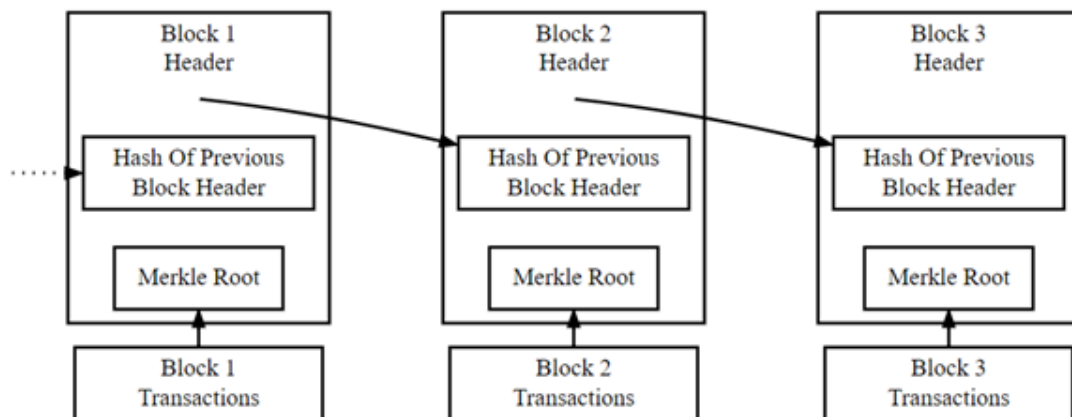 Block 1
Header
Block 2
Header
Block 3
Header
Hash Of Previous
Block Header
Hash Of Previous
Block Header
Hash Of Previous
Block Header
Merkle Root
Merkle Root
Merkle Root
Block 1
Transactions
Block 2
Transactions
Block 3
Transactions